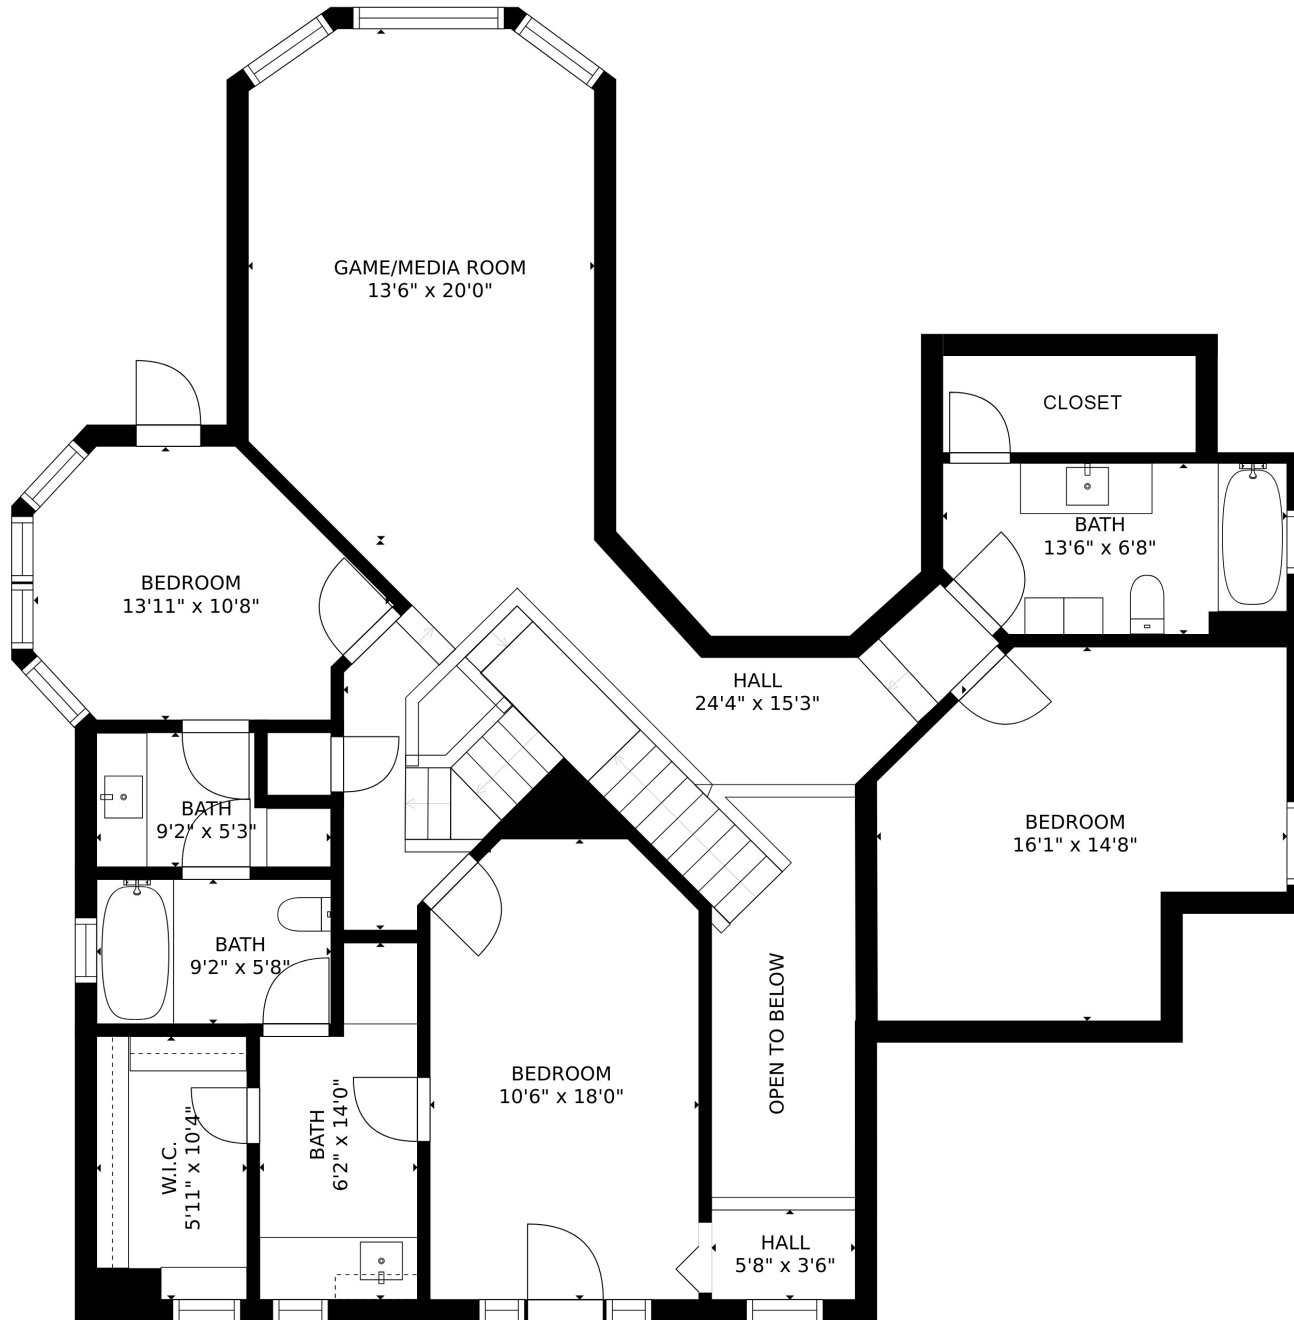 GAME/MEDIA ROOM
13'6" x 20'0"
CLOSET
BATH
13'6" x 6'8"
BEDROOM
13'11" x 10'8"
HALL
24'4" x 15'3"
BATH
9'2" x 5'3"
BEDROOM
16'1" x 14'8"
BATH
9'2" x 5'8"
OPEN TO BELOW
BEDROOM
10'6" x 18'0"
BATH
6'2" x 14'0"
W.I.C.
5'11" x 10'4"
HALL
5'8" x 3'6"